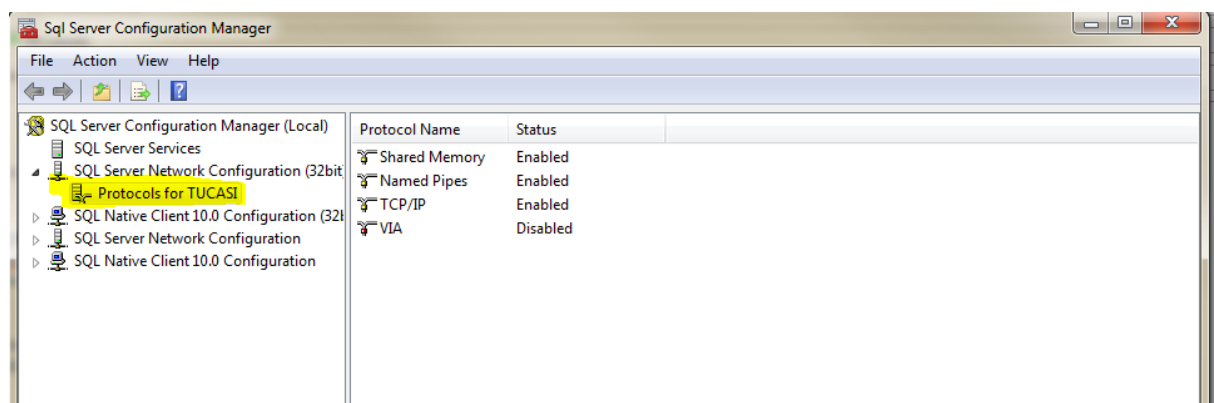 Sql Server Configuration Manager
File Action View Help
SQL Server Configuration Manager (Local)
SQL Server Services
SQL Server Network Configuration (32bit
Protocols for TUCASI
SQL Native Client 10.0 Configuration (32
SQL Server Network Configuration
SQL Native Client 10.0 Configuration
Protocol Name Status
Shared Memory Enabled
Named Pipes Enabled
TCP/IP Enabled
VIA Disabled